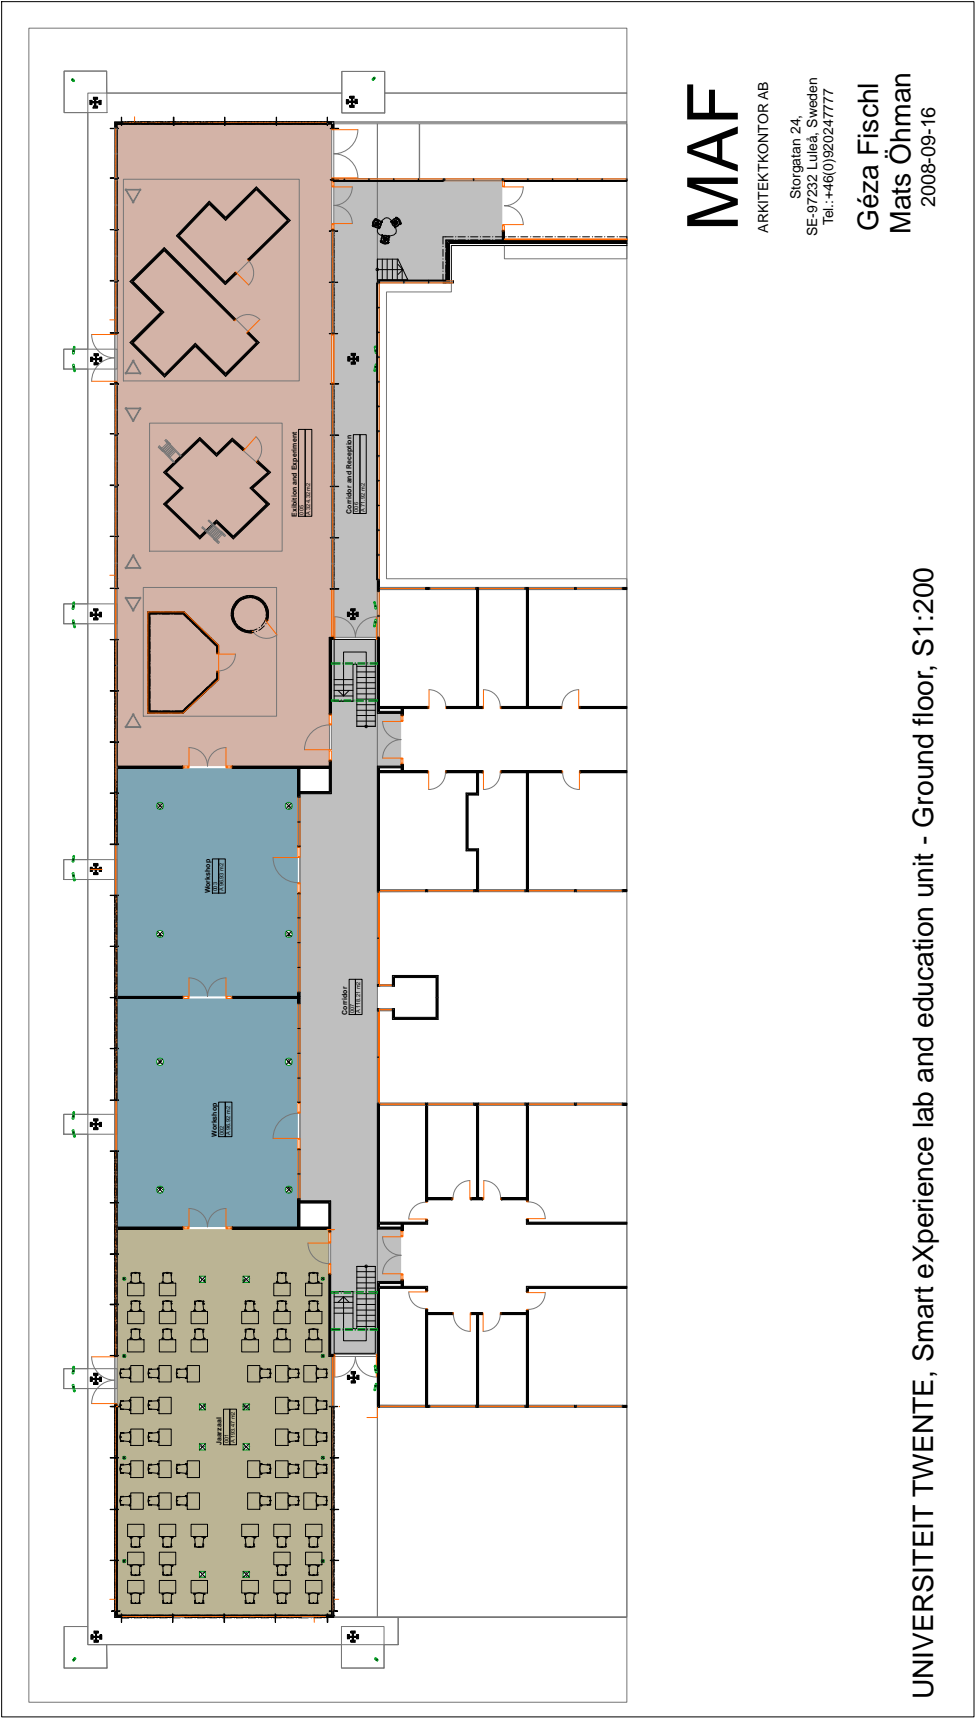 MAF
ARKITEKTKONTOR AB
Storgatan 24,
SE-97232 Luleå, Sweden
Tel.:+46(0)920247777
Géza Fischl
Mats Öhman
2008-09-16
Exibition and Experiment
Corridor and Reception
Workshop
Workshop
Corridor
Jaarzaal
UNIVERSITEIT TWENTE, Smart eXperience lab and education unit - Ground floor, S1:200